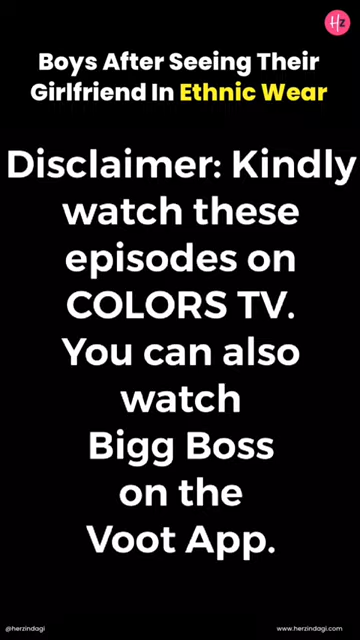 Hz
Boys After Seeing Their
Girlfriend In Ethnic Wear
Disclaimer: Kindly
watch these
episodes on
COLORS TV.
You can also
watch
Bigg Boss
on the
Voot App.
@herzindagi
www.herzindagi.com